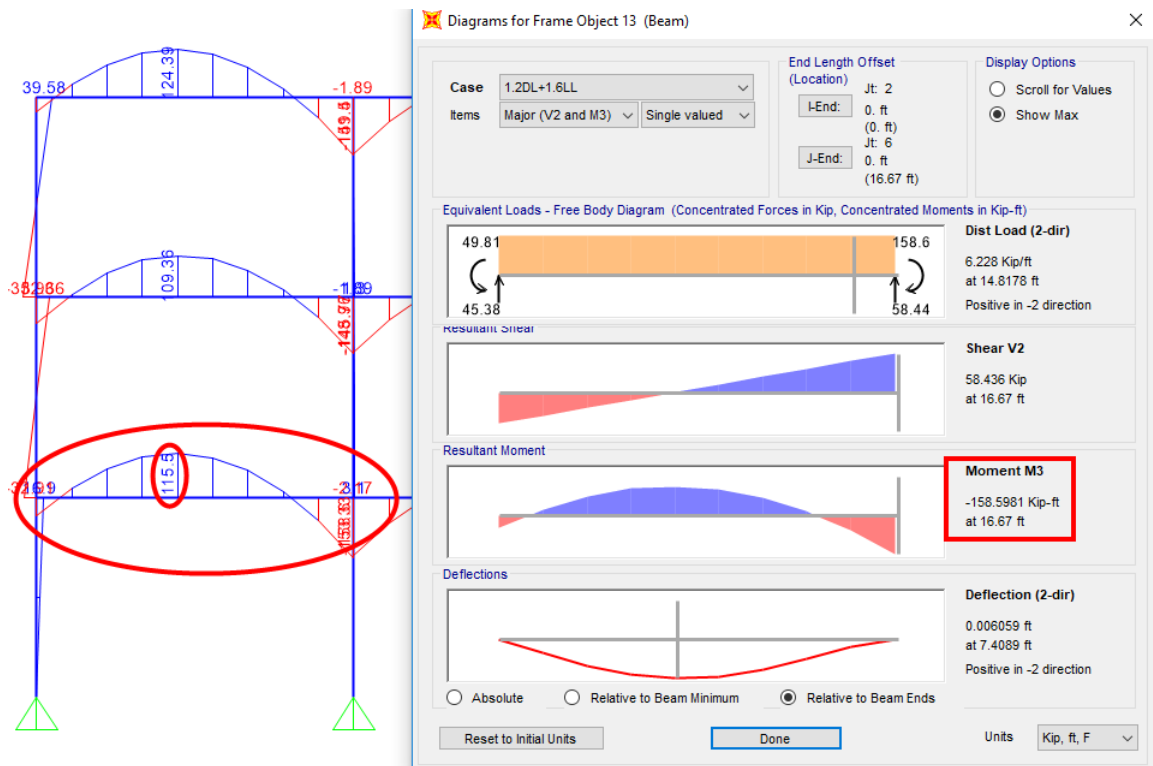 Diagrams for Frame Object 13 (Beam)
Case 1.2DL+1.6LL
Items Major (V2 and M3) Single valued
End Length Offset
(Location)
Jt: 2
I-End: 0. ft
(0. ft)
Jt: 6
J-End: 0. ft
(16.67 ft)
Display Options
Scroll for Values
Show Max
Equivalent Loads - Free Body Diagram (Concentrated Forces in Kip, Concentrated Moments in Kip-ft)
49.81 158.6
45.38 58.44
Dist Load (2-dir)
6.228 Kip/ft
at 14.8178 ft
Positive in -2 direction
Resultant Shear
Shear V2
58.436 Kip
at 16.67 ft
Resultant Moment
Moment M3
-158.5981 Kip-ft
at 16.67 ft
Deflections
Deflection (2-dir)
0.006059 ft
at 7.4089 ft
Positive in -2 direction
Absolute Relative to Beam Minimum Relative to Beam Ends
Reset to Initial Units Done Units Kip, ft, F
39.58 124.39 -1.89
109.36
115.5